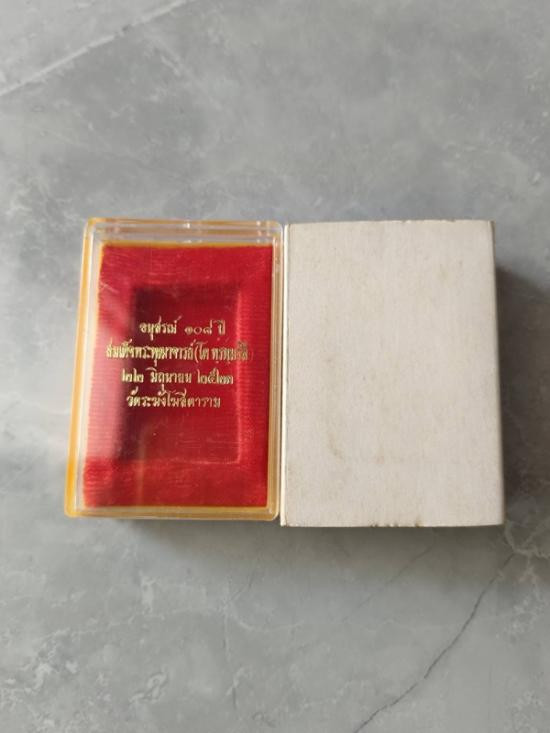 อนุสรณ์ ๑๐๘ ปี
สมเด็จพระพุฒาจารย์(โต พรหฺมรํสี)
๒๒ มิถุนายน ๒๕๒๓
วัดระฆังโฆสิตาราม